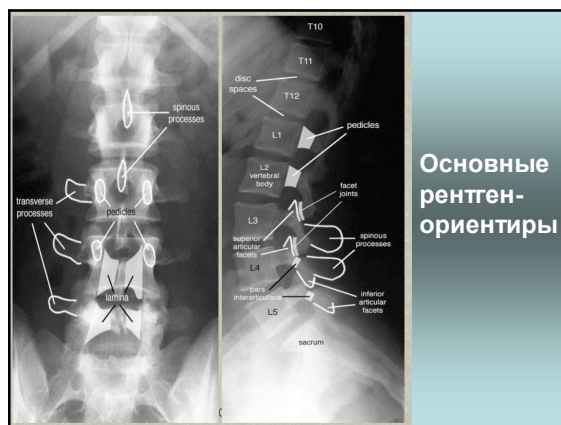 spinous
processes
transverse
processes
pedicles
lamina
T10
T11
disc
spaces
T12
L1
pedicles
L2
vertebral
body
facet
joints
L3
superior
articular
facets
spinous
processes
L4
pars
interarticularis
inferior
articular
facets
L5
sacrum
Основные
рентген-
ориентиры